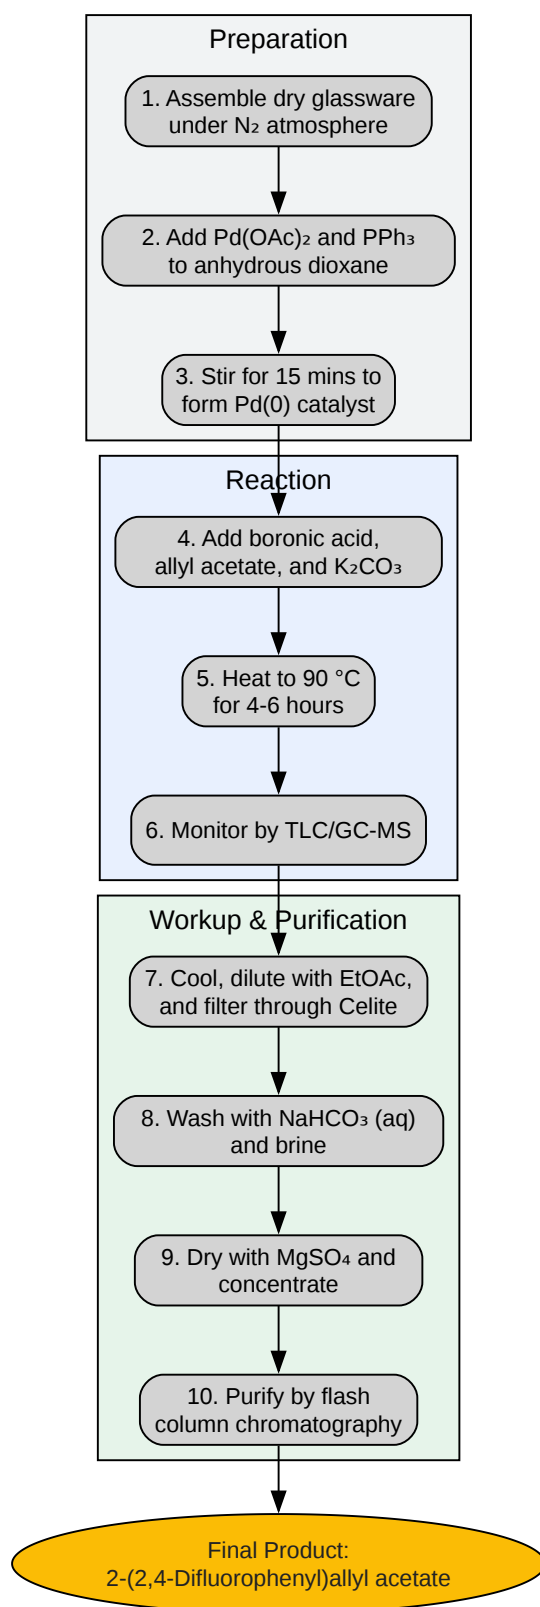 Preparation
1. Assemble dry glassware
under N₂ atmosphere
2. Add Pd(OAc)₂ and PPh₃
to anhydrous dioxane
3. Stir for 15 mins to
form Pd(0) catalyst
Reaction
4. Add boronic acid,
allyl acetate, and K₂CO₃
5. Heat to 90 °C
for 4-6 hours
6. Monitor by TLC/GC-MS
Workup & Purification
7. Cool, dilute with EtOAc,
and filter through Celite
8. Wash with NaHCO₃ (aq)
and brine
9. Dry with MgSO₄ and
concentrate
10. Purify by flash
column chromatography
Final Product:
2-(2,4-Difluorophenyl)allyl acetate